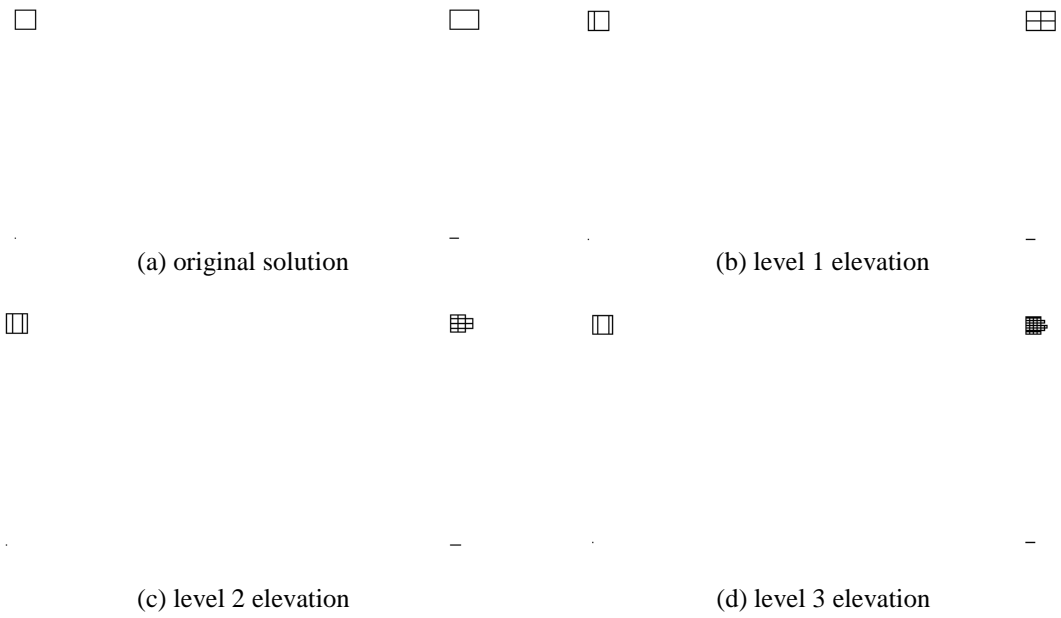 (a) original solution
(b) level 1 elevation
(c) level 2 elevation
(d) level 3 elevation